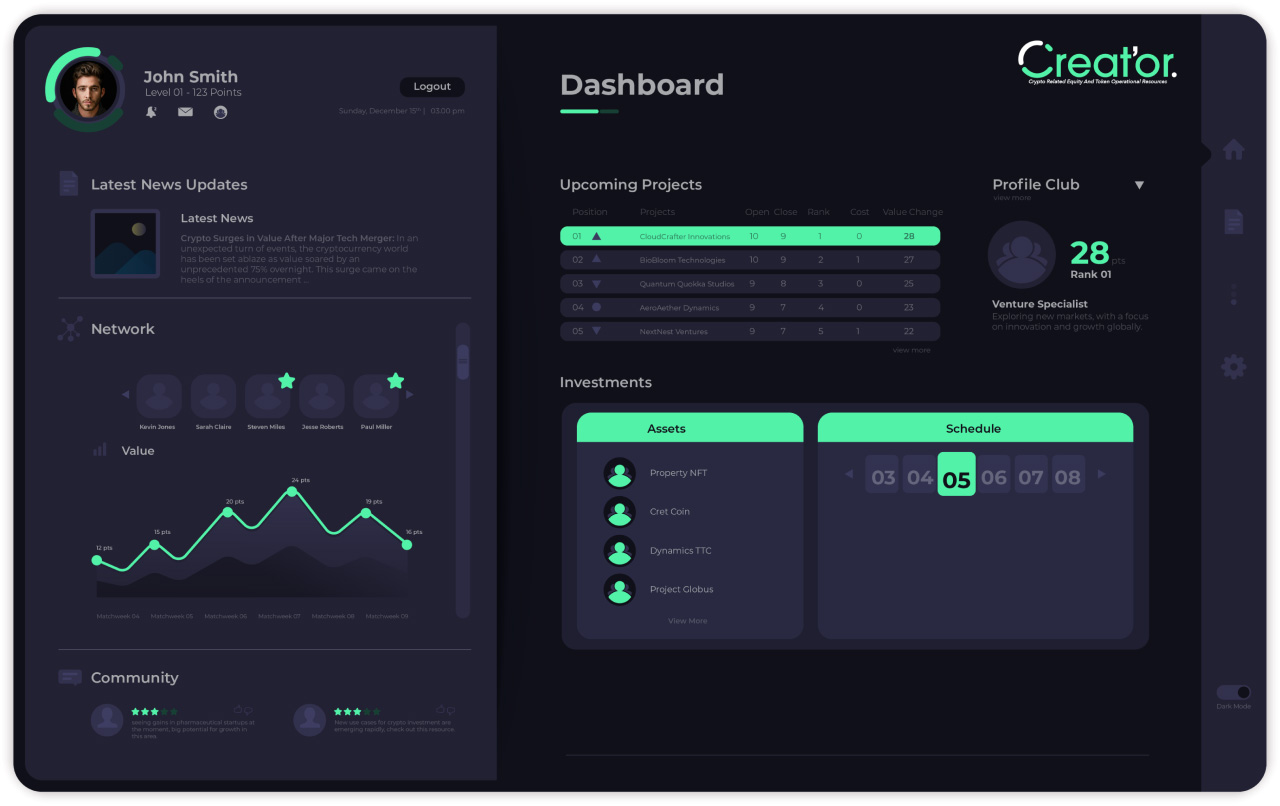 John Smith
Level 01 - 123 Points
Logout
Sunday, December 15th | 03.00 pm
Latest News Updates
Latest News
Crypto Surges in Value After Major Tech Merger: In an
unexpected turn of events, the cryptocurrency world
has been set ablaze as value soared by an
unprecedented 75% overnight. This surge came on the
heels of the announcement ...
Network
Kevin Jones Sarah Claire Steven Miles Jesse Roberts Paul Miller
Value
24 pts
20 pts
19 pts
15 pts
16 pts
12 pts
Matchweek 04 Matchweek 05 Matchweek 06 Matchweek 07 Matchweek 08 Matchweek 09
Community
seeing gains in pharmaceutical startups at
the moment, big potential for growth in
this area.
New use cases for crypto investment are
emerging rapidly, check out this resource.
Dashboard
Creat'or.
Crypto Related Equity And Token Operational Resources
Upcoming Projects
Position Projects Open Close Rank Cost Value Change
01 CloudCrafter Innovations 10 9 1 0 28
02 BioBloom Technologies 10 9 2 1 27
03 Quantum Quokka Studios 9 8 3 0 25
04 AeroAether Dynamics 9 7 4 0 23
05 NextNest Ventures 9 7 5 1 22
view more
Profile Club
view more
28 pts
Rank 01
Venture Specialist
Exploring new markets, with a focus
on innovation and growth globally.
Investments
Assets
Property NFT
Cret Coin
Dynamics TTC
Project Globus
View More
Schedule
03 04 05 06 07 08
Dark Mode